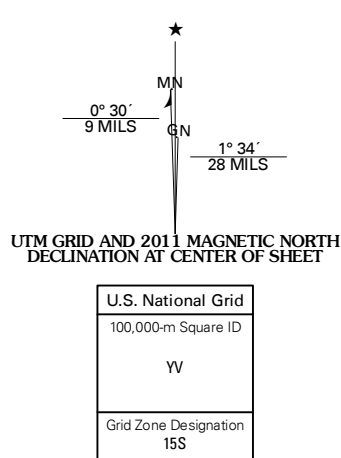 ★
MN
0° 30´
9 MILS
GN
1° 34´
28 MILS
UTM GRID AND 2011 MAGNETIC NORTH
DECLINATION AT CENTER OF SHEET
U.S. National Grid
100,000-m Square ID
YV
Grid Zone Designation
15S